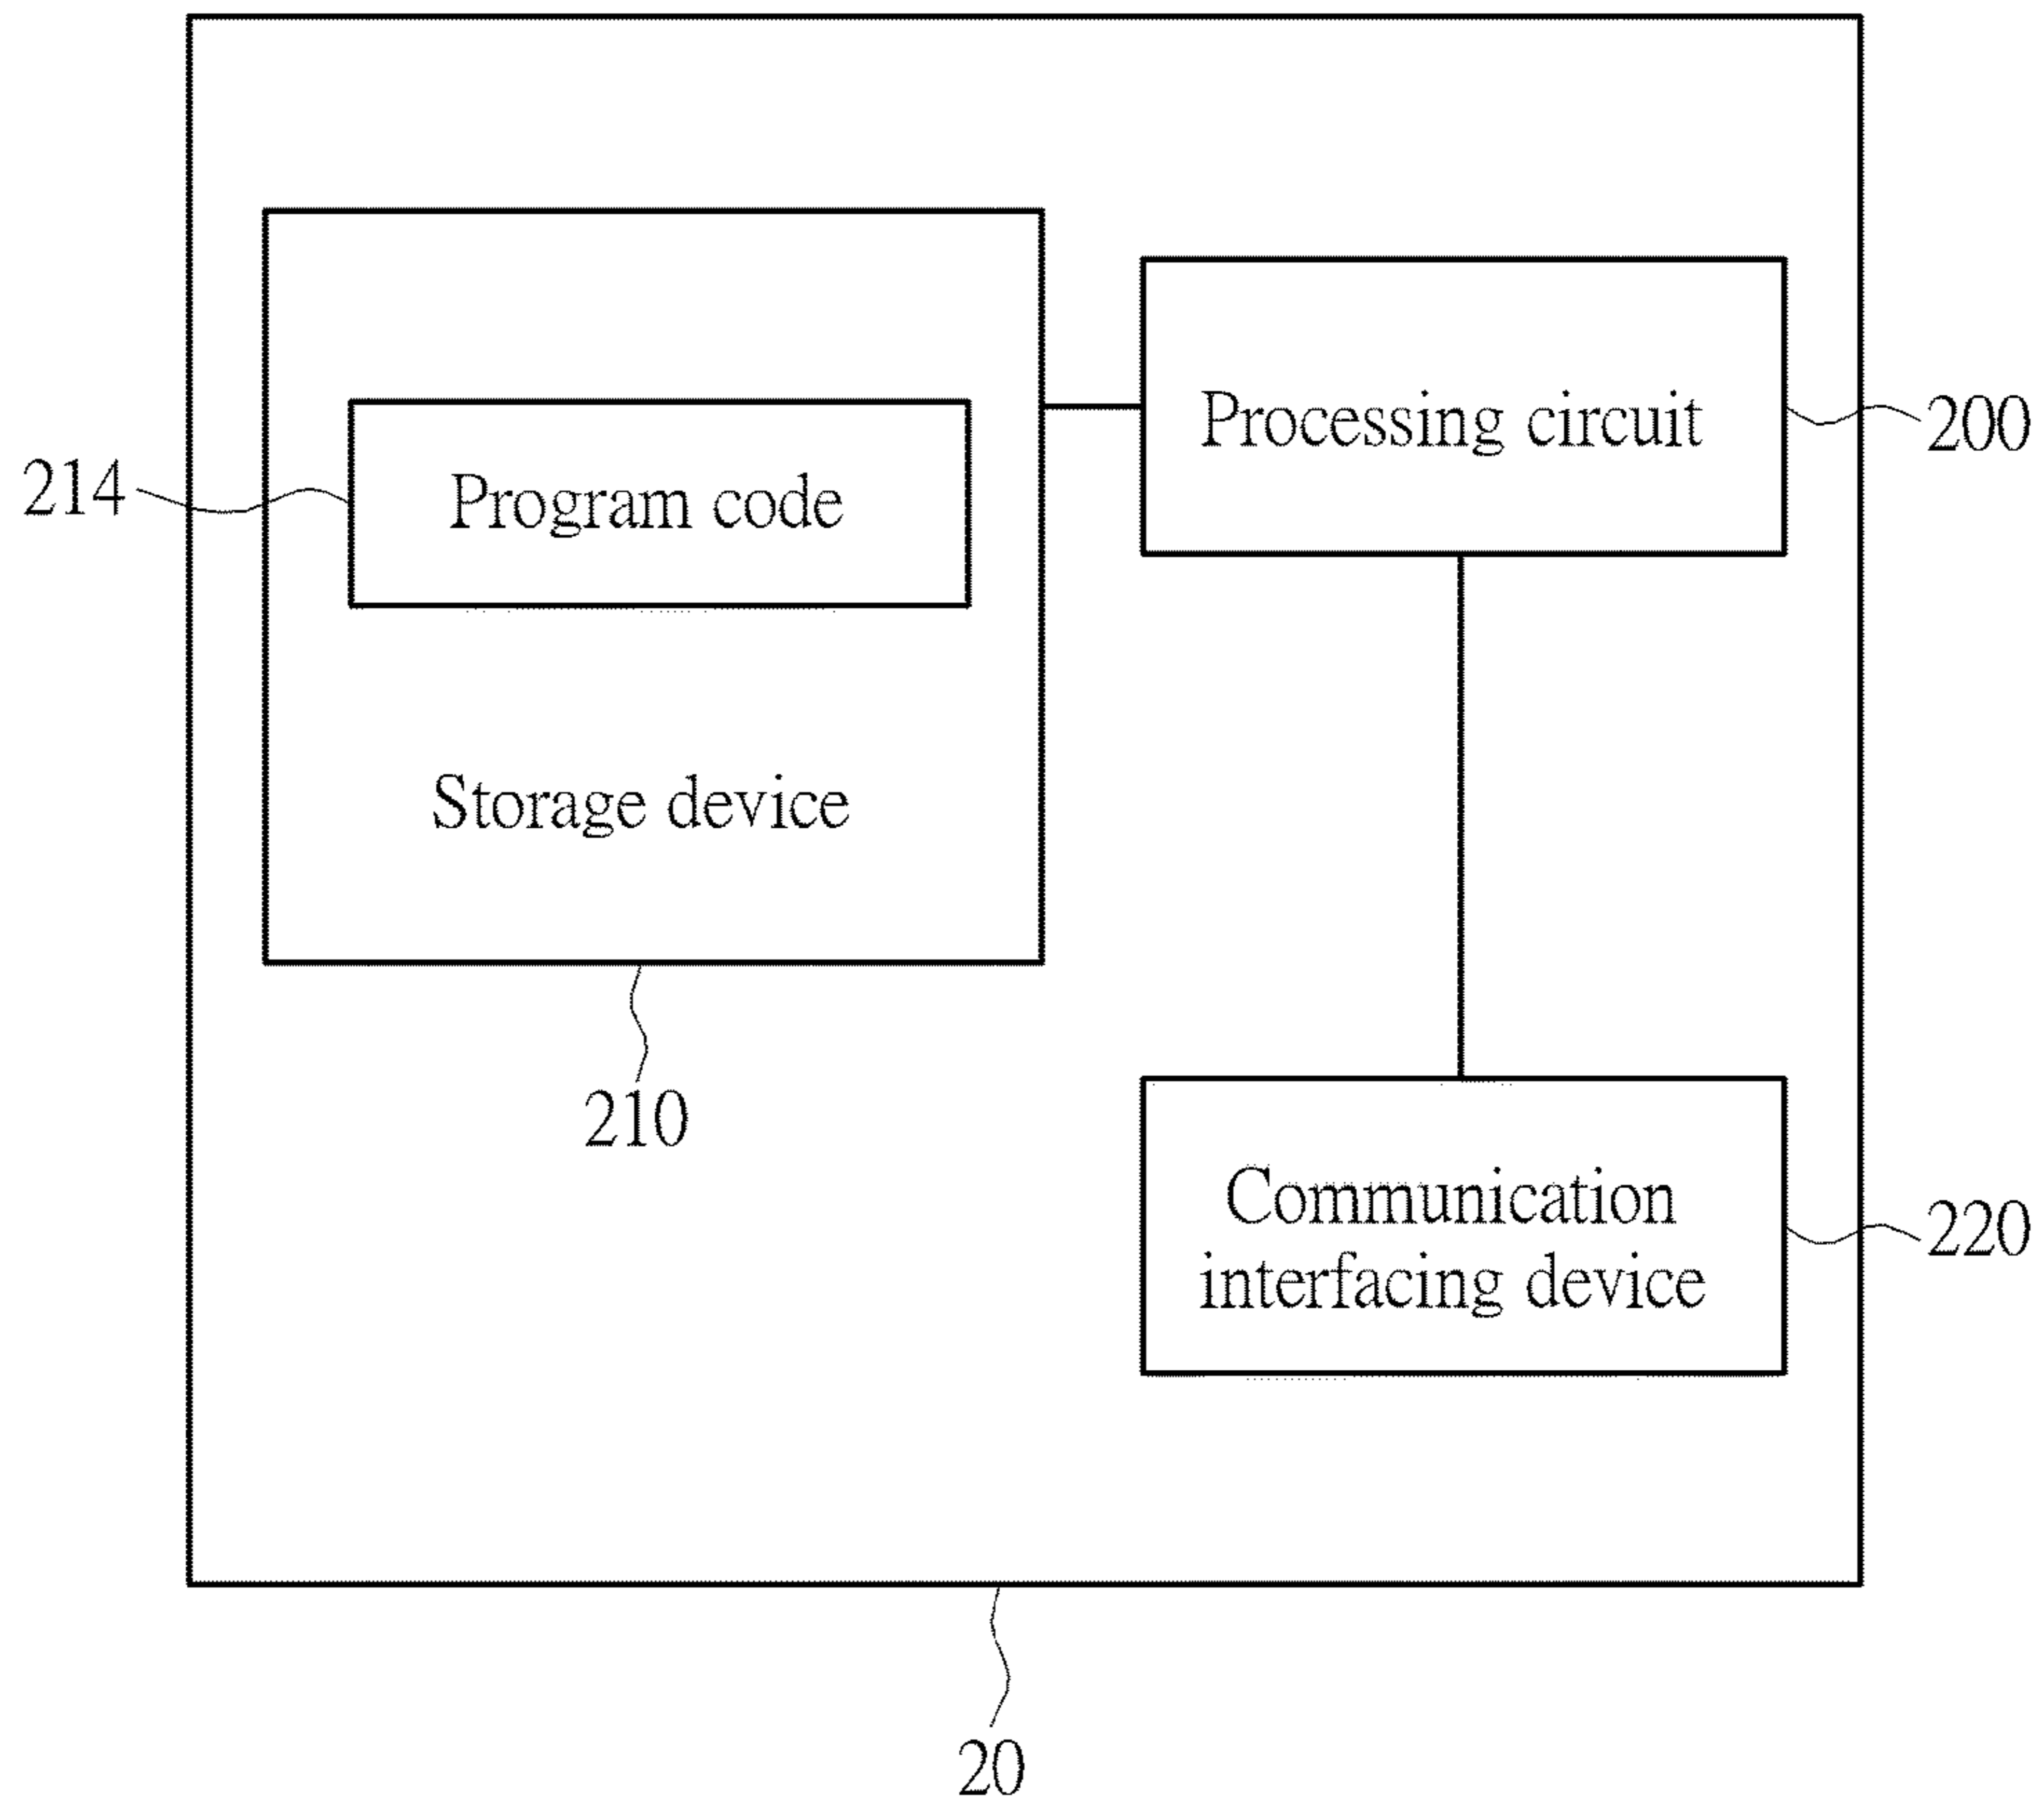 Processing circuit
200
214
Program code
Storage device
210
Communication
interfacing device
220
20